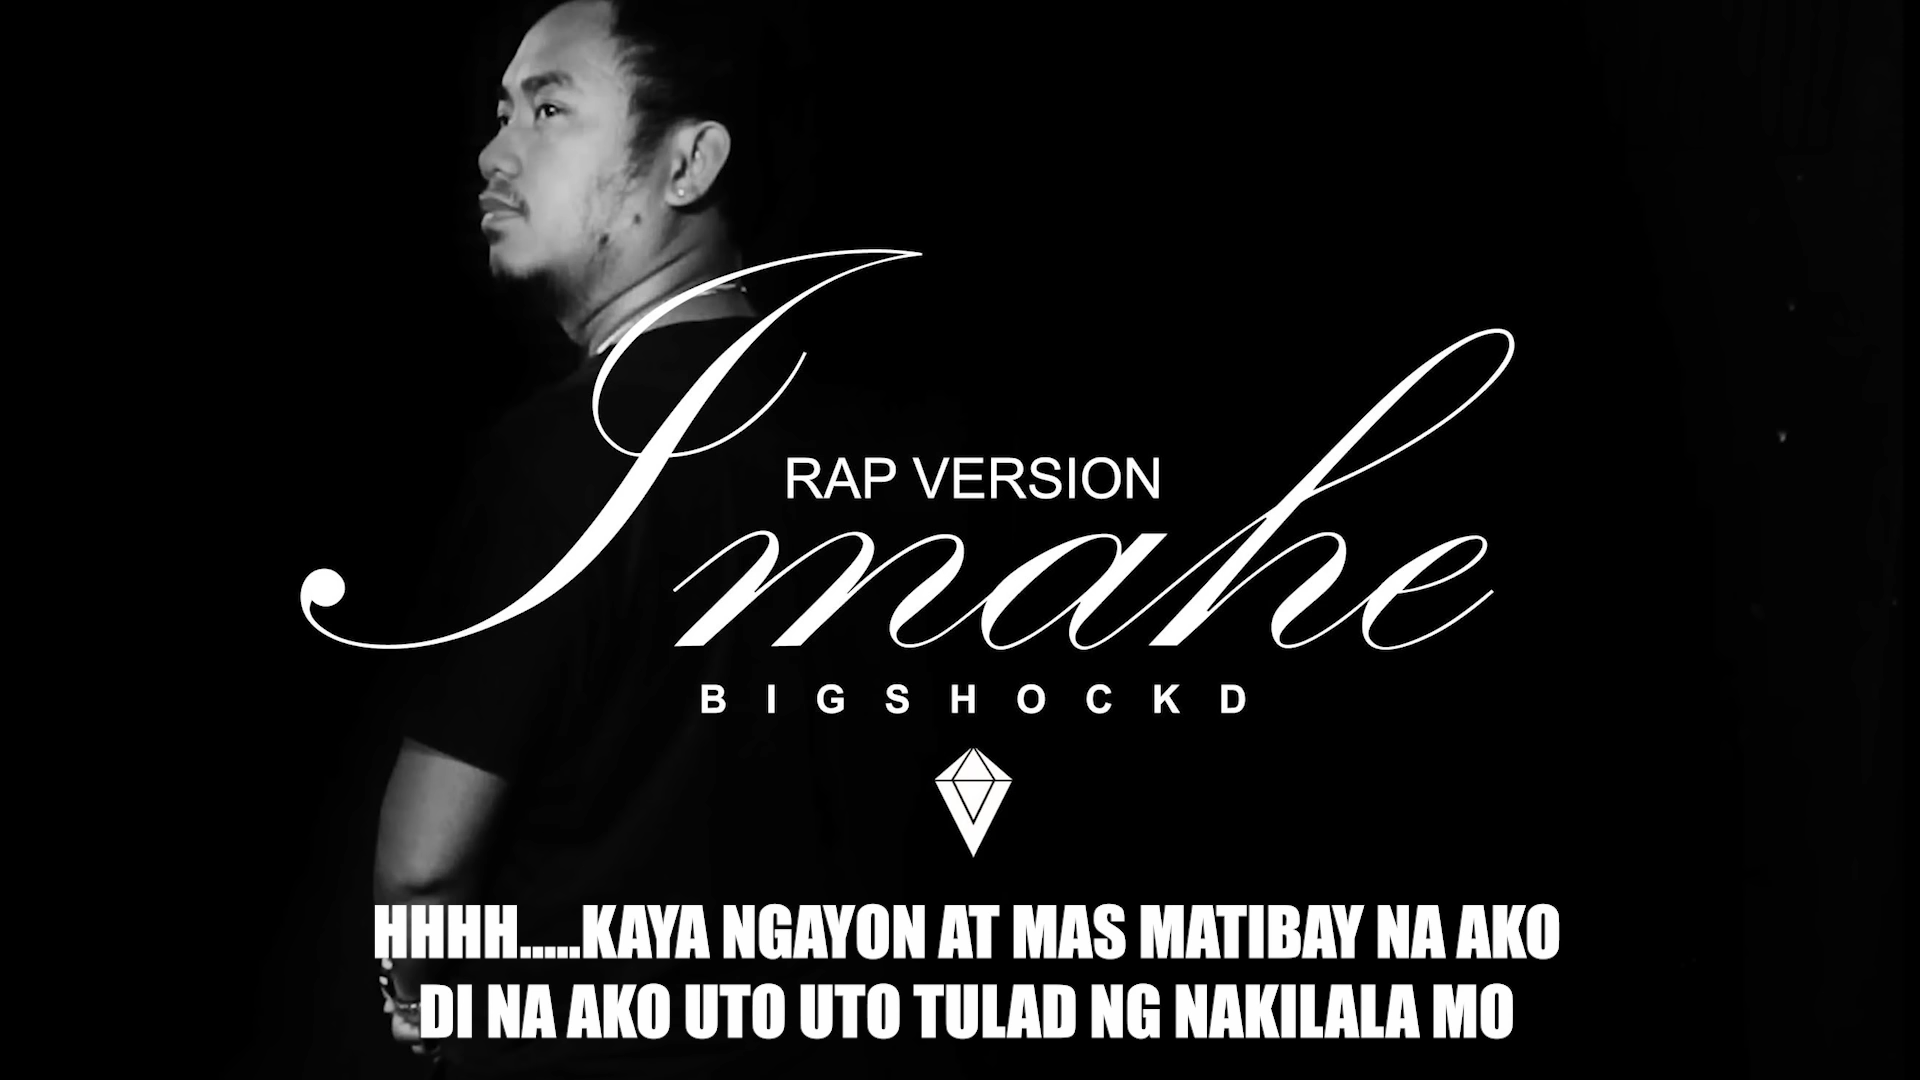 RAP VERSION
Imahe
BIGSHOCKD
HHHH.....KAYA NGAYON AT MAS MATIBAY NA AKO
DI NA AKO UTO UTO TULAD NG NAKILALA MO